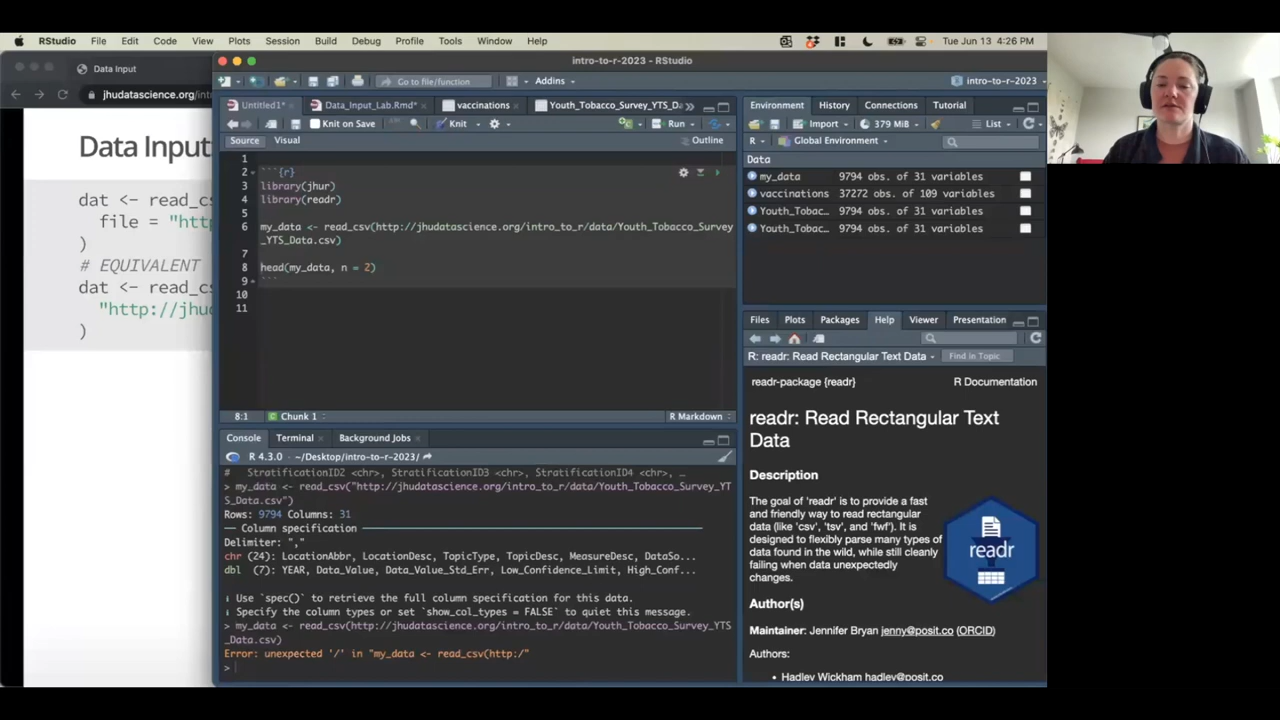 RStudio File Edit Code View Plots Session Build Debug Profile Tools Window Help
Tue Jun 13 4:26 PM
Data Input
jhudatascience.org/int
Data Input
dat <- read_cs
file = "htt
)
# EQUIVALENT
dat <- read_cs
"http://jhu
)
intro-to-r-2023 - RStudio
Go to file/function
Addins
intro-to-r-2023
Untitled1*
Data_Input_Lab.Rmd*
vaccinations
Youth_Tobacco_Survey_YTS_D
Knit on Save
Knit
Run
Source Visual
Outline
1
2 ```{r}
3 library(jhur)
4 library(readr)
5
6 my_data <- read_csv(http://jhudatascience.org/intro_to_r/data/Youth_Tobacco_Survey
_YTS_Data.csv)
7
8 head(my_data, n = 2)
9 ```
10
11
8:1 Chunk 1 R Markdown
Console Terminal Background Jobs
R 4.3.0 · ~/Desktop/intro-to-r-2023/
# StratificationID2 <chr>, StratificationID3 <chr>, StratificationID4 <chr>, …
> my_data <- read_csv("http://jhudatascience.org/intro_to_r/data/Youth_Tobacco_Survey_YT
S_Data.csv")
Rows: 9794 Columns: 31
── Column specification ──
Delimiter: ","
chr (24): LocationAbbr, LocationDesc, TopicType, TopicDesc, MeasureDesc, DataSo...
dbl (7): YEAR, Data_Value, Data_Value_Std_Err, Low_Confidence_Limit, High_Conf...
ℹ Use `spec()` to retrieve the full column specification for this data.
ℹ Specify the column types or set `show_col_types = FALSE` to quiet this message.
> my_data <- read_csv(http://jhudatascience.org/intro_to_r/data/Youth_Tobacco_Survey_YTS
_Data.csv)
Error: unexpected '/' in "my_data <- read_csv(http:/"
>
Environment History Connections Tutorial
Import 379 MiB List
R Global Environment
Data
my_data 9794 obs. of 31 variables
vaccinations 37272 obs. of 109 variables
Youth_Tobac… 9794 obs. of 31 variables
Youth_Tobac… 9794 obs. of 31 variables
Files Plots Packages Help Viewer Presentation
R: readr: Read Rectangular Text Data Find in Topic
readr-package {readr} R Documentation
readr: Read Rectangular Text
Data
Description
The goal of 'readr' is to provide a fast
and friendly way to read rectangular
data (like 'csv', 'tsv', and 'fwf'). It is
designed to flexibly parse many types of
data found in the wild, while still cleanly
failing when data unexpectedly
changes.
readr
Author(s)
Maintainer: Jennifer Bryan jenny@posit.co (ORCID)
Authors:
• Hadley Wickham hadley@posit.co